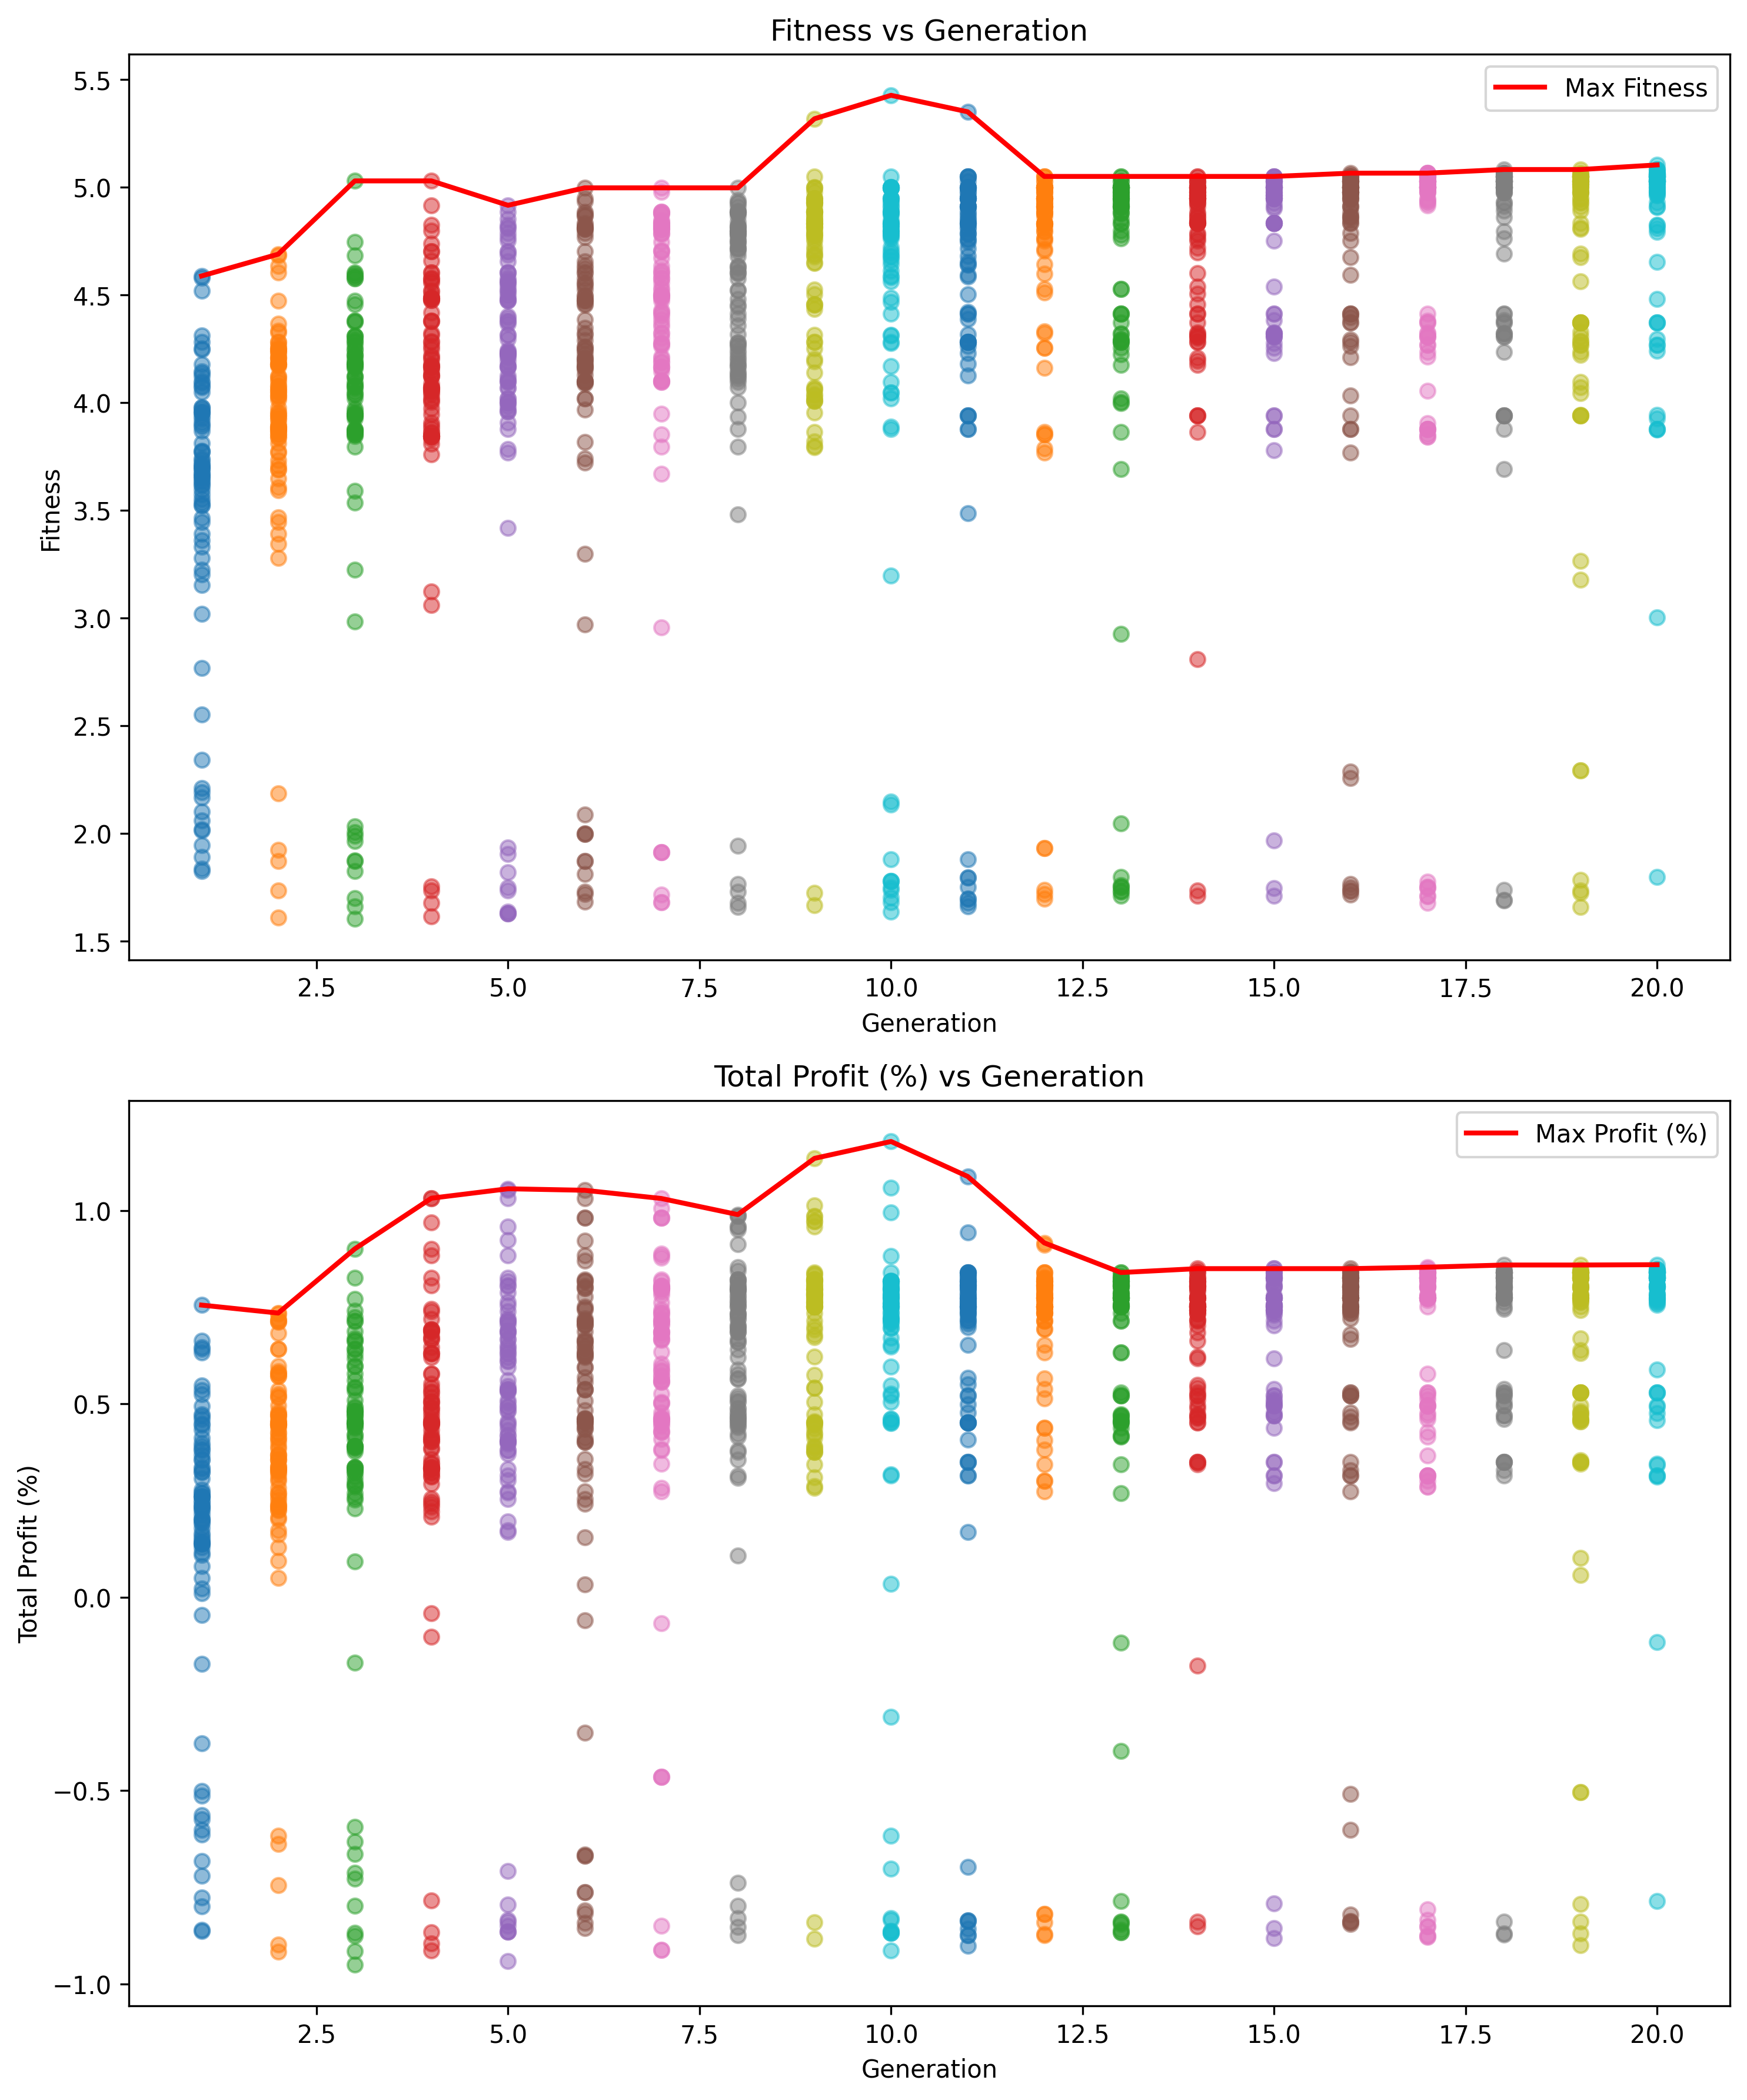 Fitness vs Generation
Max Fitness
5.5
5.0
4.5
4.0
3.5
3.0
2.5
2.0
1.5
Fitness
2.5 5.0 7.5 10.0 12.5 15.0 17.5 20.0
Generation
Total Profit (%) vs Generation
Max Profit (%)
1.0
0.5
0.0
−0.5
−1.0
Total Profit (%)
2.5 5.0 7.5 10.0 12.5 15.0 17.5 20.0
Generation